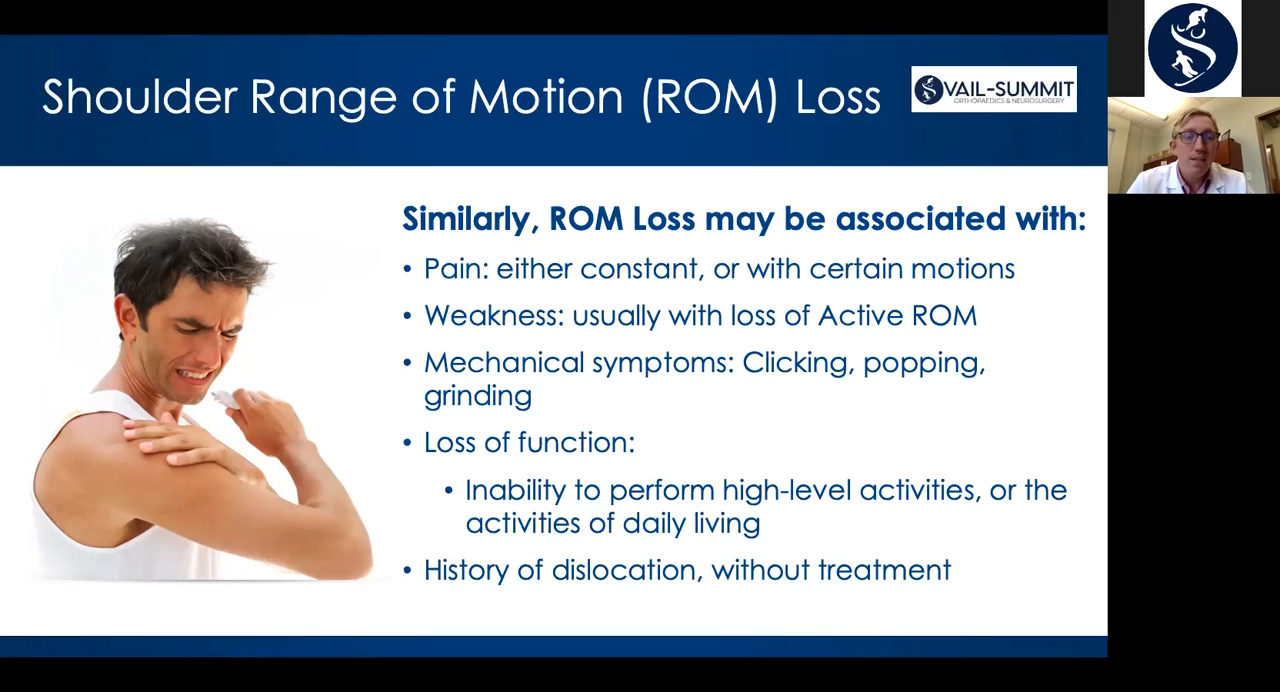 Shoulder Range of Motion (ROM) Loss
VAIL-SUMMIT
ORTHOPAEDICS & NEUROSURGERY
Similarly, ROM Loss may be associated with:
• Pain: either constant, or with certain motions
• Weakness: usually with loss of Active ROM
• Mechanical symptoms: Clicking, popping,
grinding
• Loss of function:
• Inability to perform high-level activities, or the
activities of daily living
• History of dislocation, without treatment